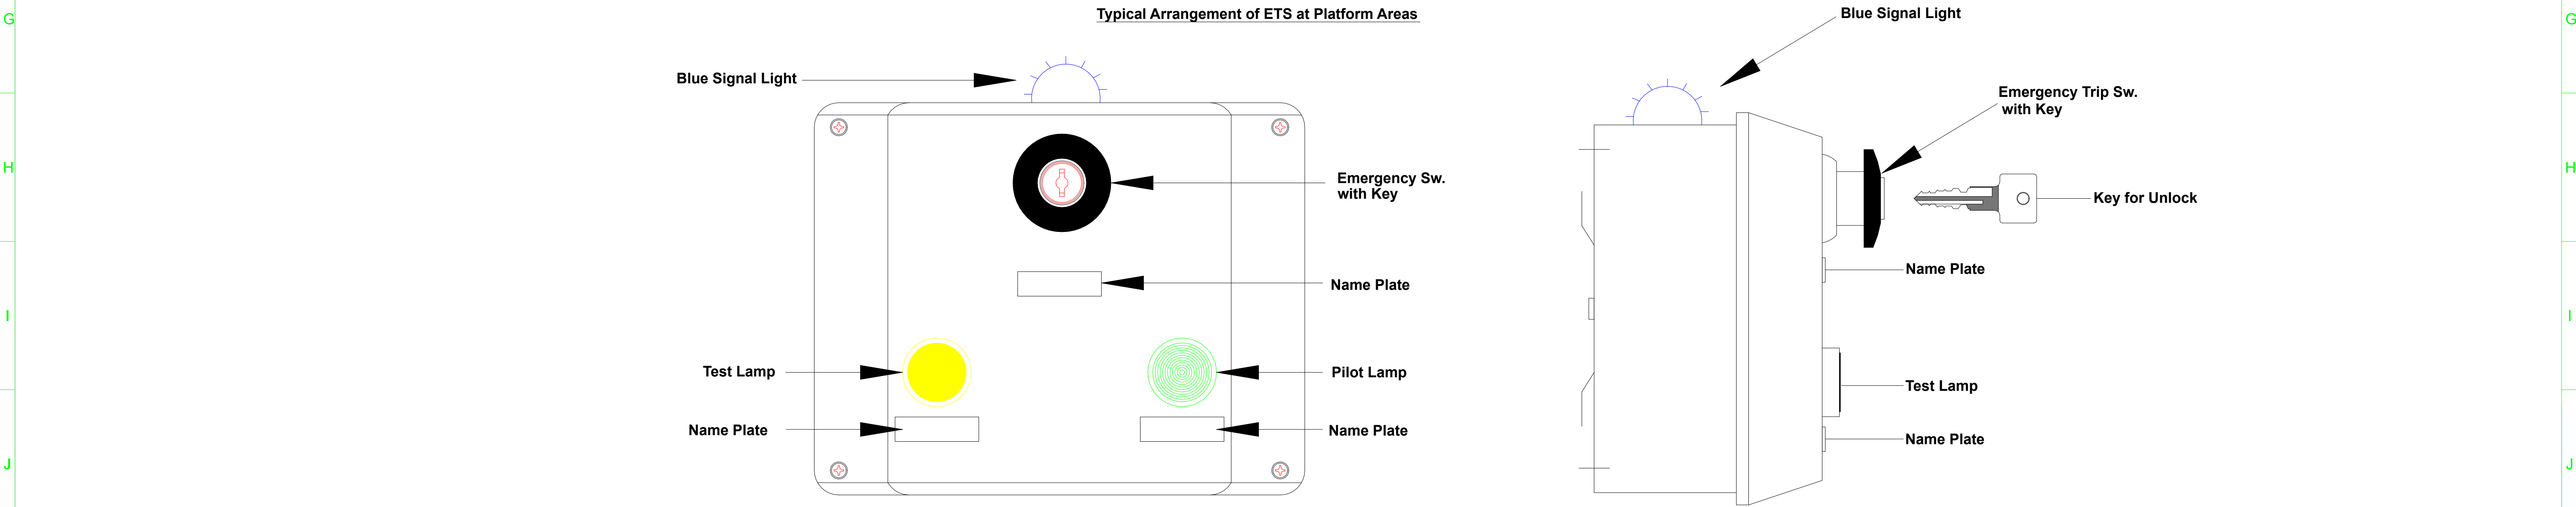 Typical Arrangement of ETS at Platform Areas
G
Blue Signal Light
G
Blue Signal Light
Emergency Trip Sw.
with Key
H
Emergency Sw.
with Key
Key for Unlock
H
Name Plate
Name Plate
I
I
Test Lamp
Pilot Lamp
Test Lamp
Name Plate
Name Plate
Name Plate
J
J